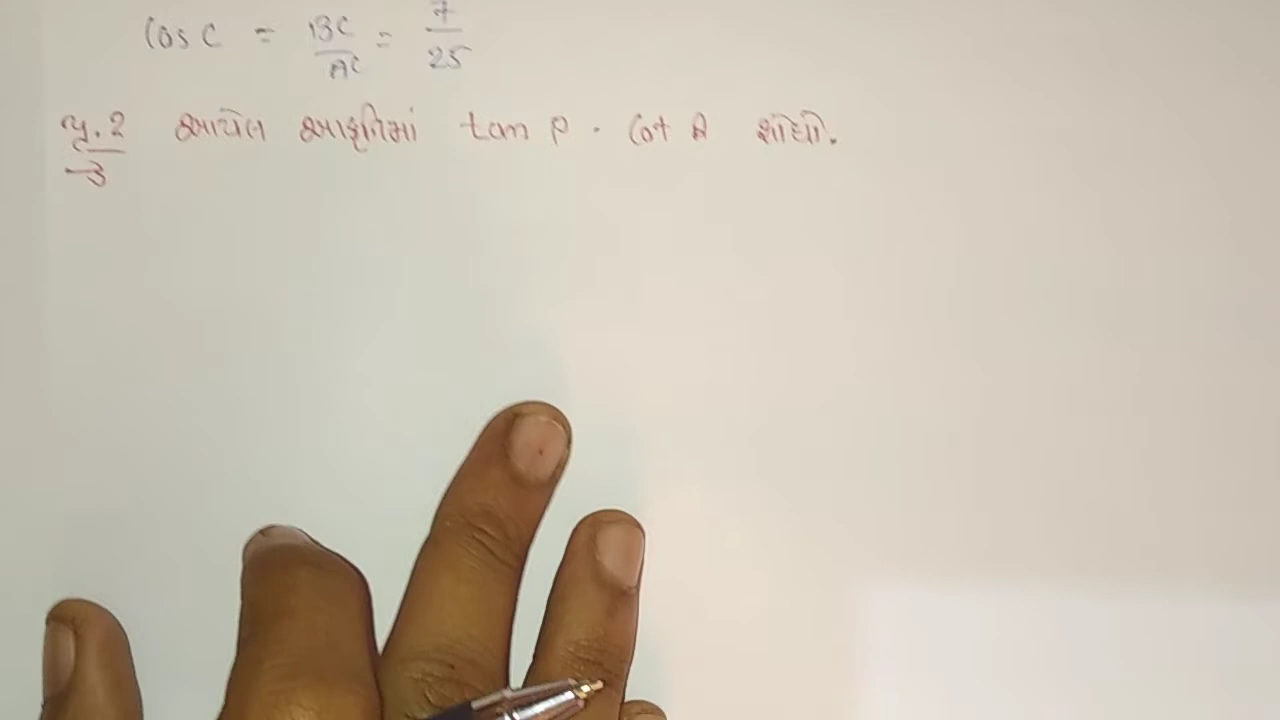 cos C = BC/AC = 7/25
પ્ર.2 આપેલ આકૃતિમાં tan P . Cot R શોધો.
→3